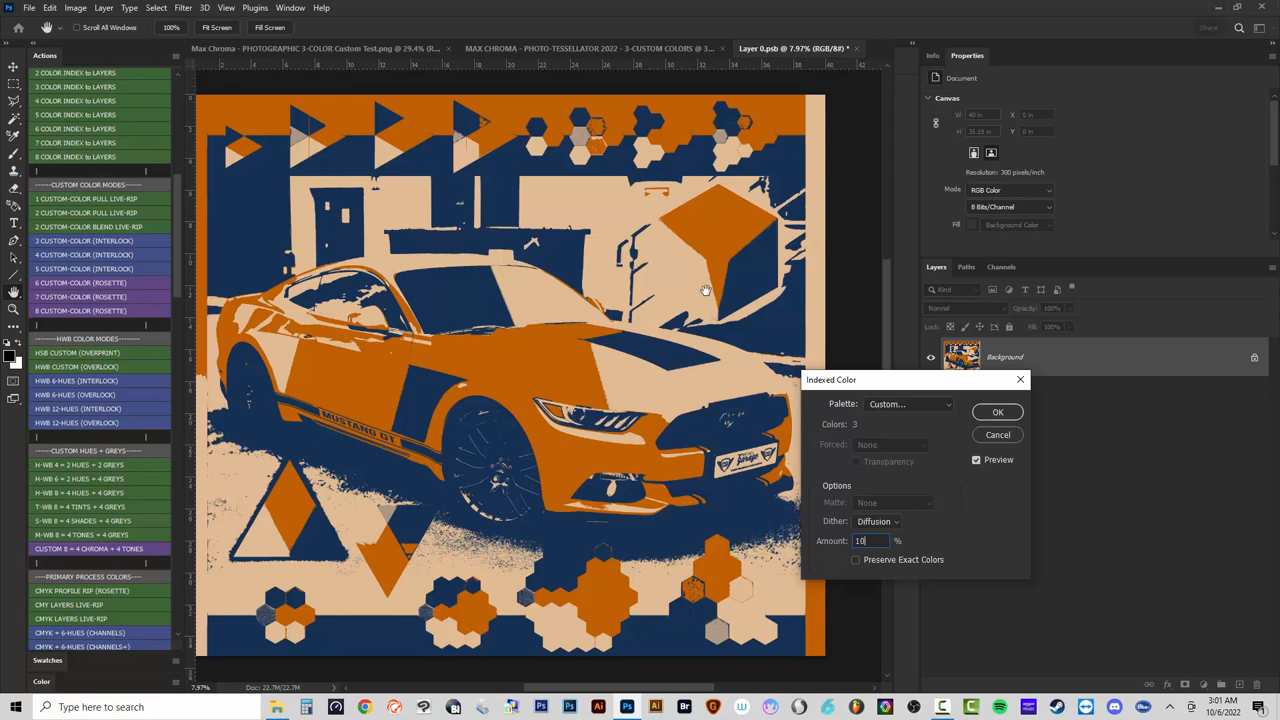 File Edit Image Layer Type Select Filter 3D View Plugins Window Help
Scroll All Windows 100% Fit Screen Fill Screen Share
Max Chroma - PHOTOGRAPHIC 3-COLOR Custom Test.png @ 29.4% (R... × MAX CHROMA - PHOTO-TESSELLATOR 2022 - 3-CUSTOM COLORS @ 3... × Layer 0.psb @ 7.97% (RGB/8#) * ×
Actions
2 COLOR INDEX to LAYERS
3 COLOR INDEX to LAYERS
4 COLOR INDEX to LAYERS
5 COLOR INDEX to LAYERS
6 COLOR INDEX to LAYERS
7 COLOR INDEX to LAYERS
8 COLOR INDEX to LAYERS
------CUSTOM COLOR MODES------
1 CUSTOM-COLOR PULL LIVE-RIP
2 CUSTOM-COLOR PULL LIVE-RIP
2 CUSTOM-COLOR BLEND LIVE-RIP
3 CUSTOM-COLOR (INTERLOCK)
4 CUSTOM-COLOR (INTERLOCK)
5 CUSTOM-COLOR (INTERLOCK)
6 CUSTOM-COLOR (ROSETTE)
7 CUSTOM-COLOR (ROSETTE)
8 CUSTOM-COLOR (ROSETTE)
-------HWB COLOR MODES-------
HSB CUSTOM (OVERPRINT)
HWB CUSTOM (OVERPRINT)
HWB 6-HUES (INTERLOCK)
HWB 12-HUES (INTERLOCK)
HWB 6-HUES (OVERPRINT)
HWB 12-HUES (OVERPRINT)
-----CUSTOM HUES + GREYS-----
H-WB 4 = 2 HUES + 2 GREYS
H-WB 6 = 2 HUES + 4 GREYS
H-WB 8 = 4 HUES + 4 GREYS
T-WB 8 = 4 TINTS + 4 GREYS
S-WB 8 = 4 SHADES + 4 GREYS
M-WB 8 = 4 TONES + 4 GREYS
CUSTOM 8 = 4 CHROMA + 4 TONES
----PRIMARY PROCESS COLORS----
CMYK PROFILE RIP (ROSETTE)
CMY LAYERS LIVE-RIP
CMYK LAYERS LIVE-RIP
CMYK + 6-HUES (CHANNELS)
CMYK + 6-HUES (CHANNELS+)
Swatches
Color
MUSTANG GT
Garage
7.97% Doc: 22.7M/22.7M
Info Properties
Document
Canvas
W: 40 in X: 0 in
H: 35.19 in Y: 0 in
Resolution: 300 pixels/inch
Mode RGB Color
8 Bits/Channel
Fill Background Color
Layers Paths Channels
Kind
Normal Opacity: 100%
Lock: Fill: 100%
Background
Indexed Color
Palette: Custom... OK
Colors: 3
Cancel
Forced: None
Preview
Transparency
Options
Matte: None
Dither: Diffusion
Amount: 10 %
Preserve Exact Colors
Type here to search
3:01 AM
10/6/2022